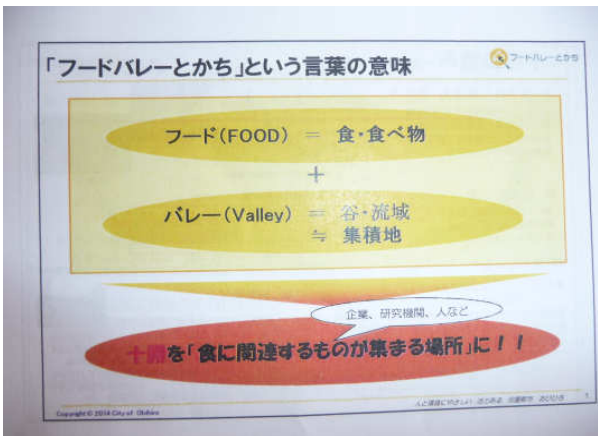 「フードバレーとかち」という言葉の意味
フードバレーとかち
フード(FOOD) = 食・食べ物
+
バレー(Valley) = 谷・流域
≒ 集積地
企業、研究機関、人など
十勝を「食に関連するものが集まる場所」に!!
Copyright © 2014 City of Obihiro